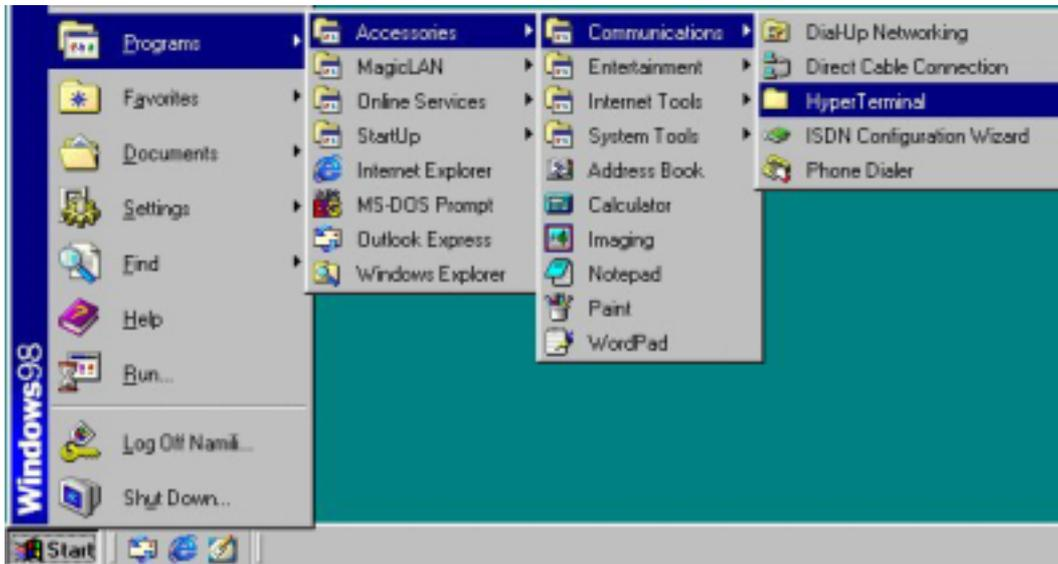 Programs
Favorites
Documents
Settings
Find
Help
Run...
Log Off Namili...
Shut Down...
Windows98
Start
Accessories
MagicLAN
Online Services
StartUp
Internet Explorer
MS-DOS Prompt
Outlook Express
Windows Explorer
Communications
Entertainment
Internet Tools
System Tools
Address Book
Calculator
Imaging
Notepad
Paint
WordPad
Dial-Up Networking
Direct Cable Connection
HyperTerminal
ISDN Configuration Wizard
Phone Dialer